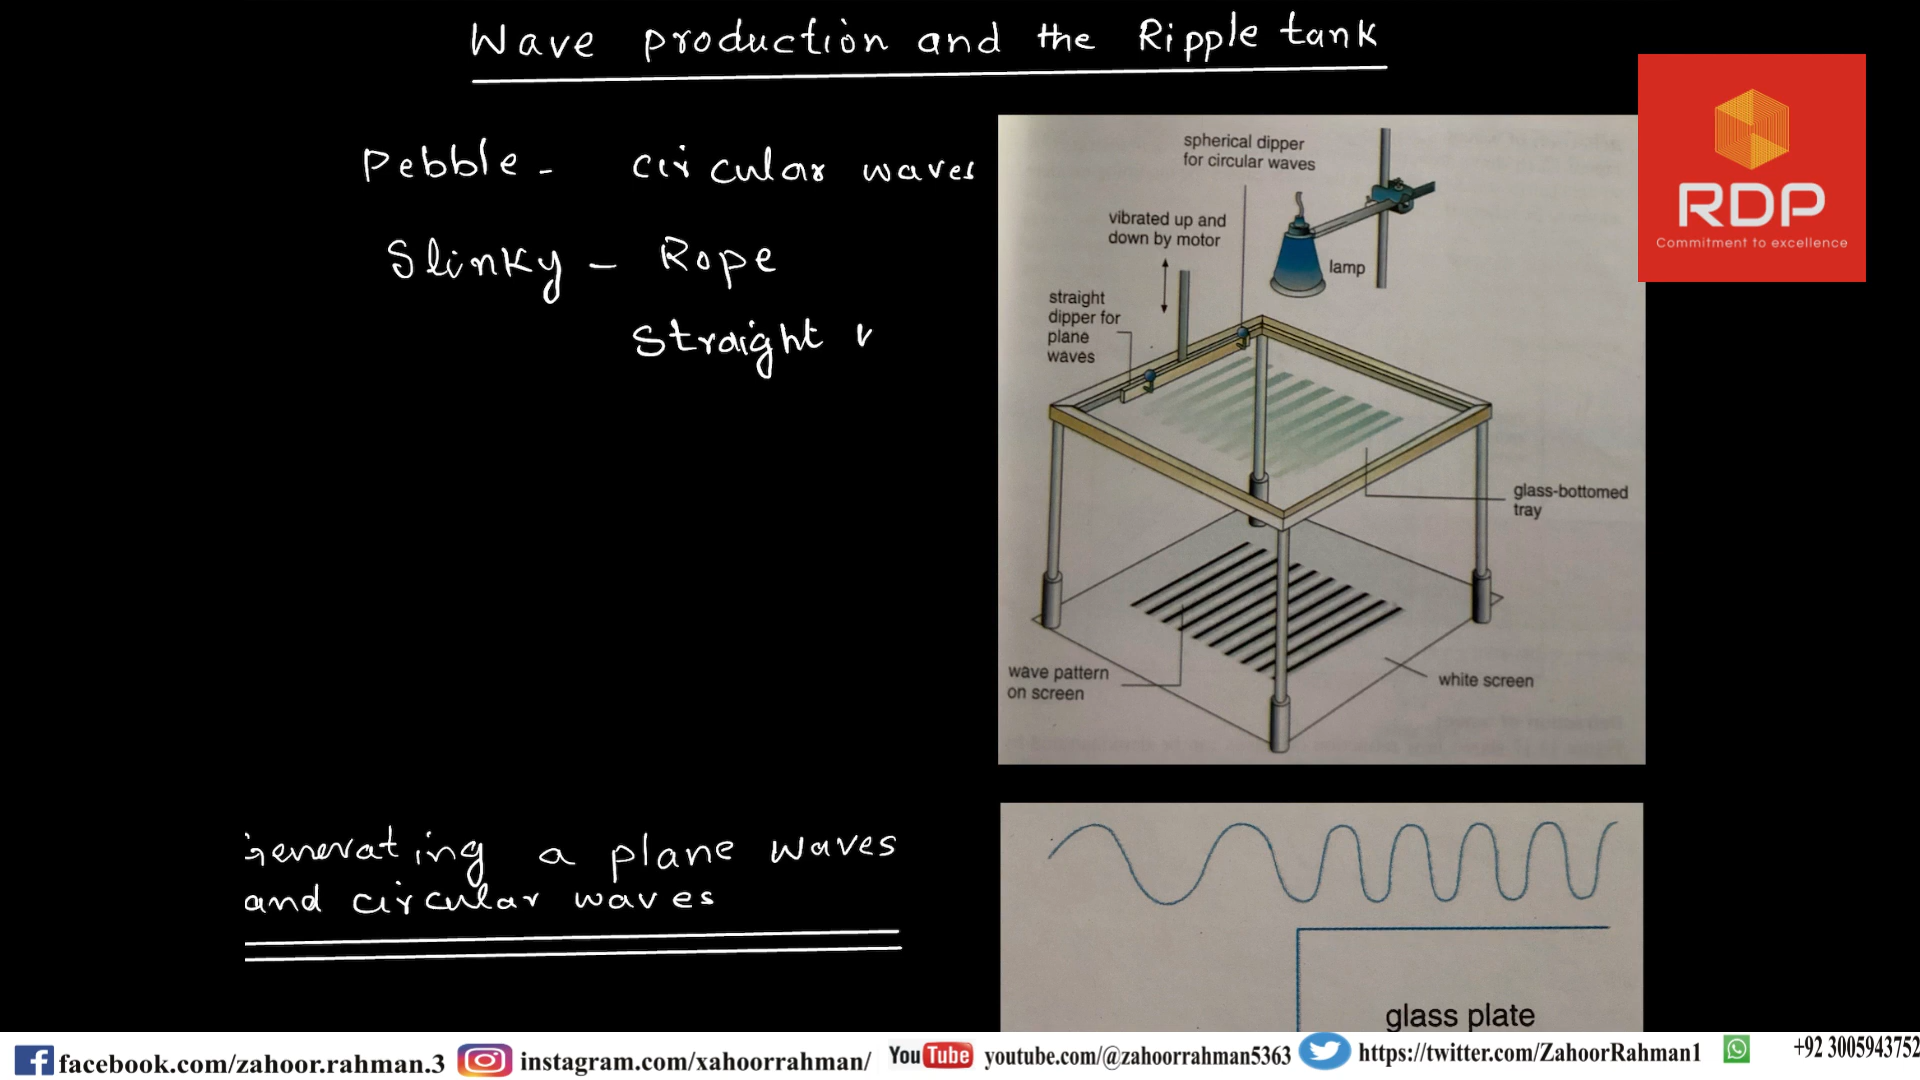 Wave production and the Ripple tank
Pebble - circular waves
Slinky - Rope
Straight
spherical dipper
for circular waves
vibrated up and
down by motor
lamp
straight
dipper for
plane
waves
glass-bottomed
tray
wave pattern
on screen
white screen
RDP
Commitment to excellence
Generating a plane waves
and circular waves
glass plate
facebook.com/zahoor.rahman.3
instagram.com/xahoorrahman/
YouTube youtube.com/@zahoorrahman5363
https://twitter.com/ZahoorRahman1
+92 3005943752